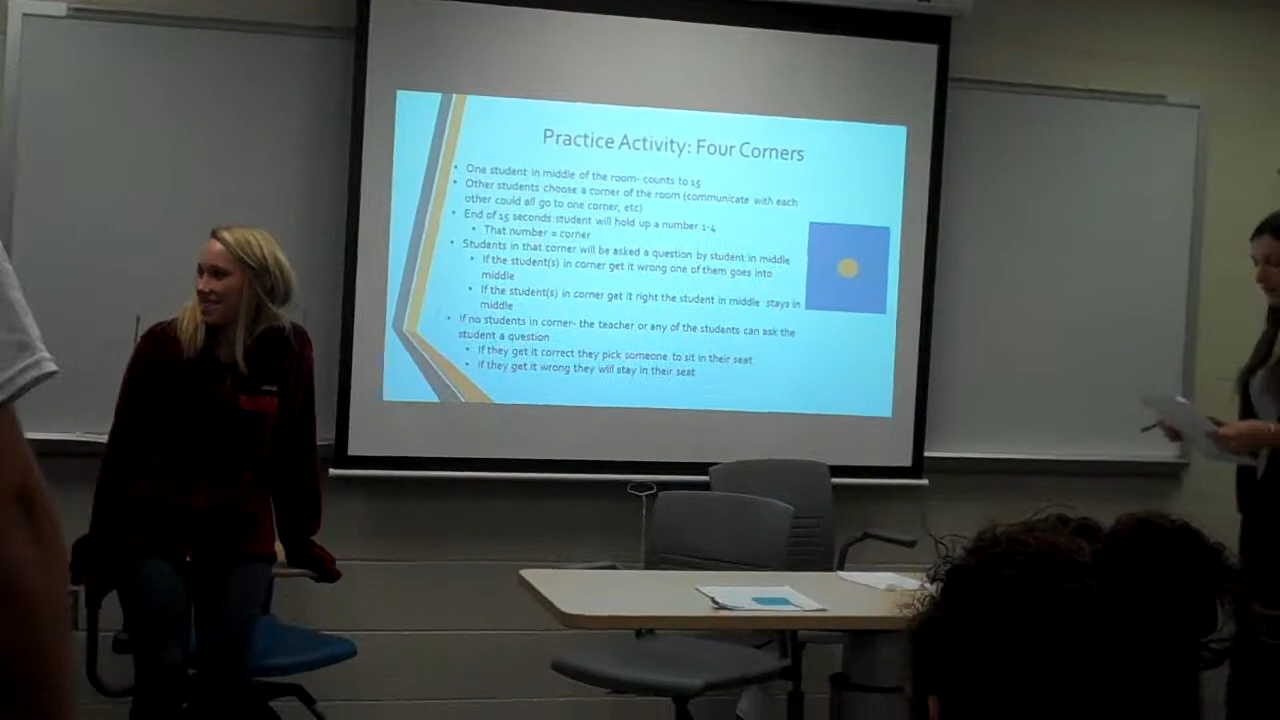 Practice Activity: Four Corners
• One student in middle of the room- counts to 15
• Other students choose a corner of the room (communicate with each
other could all go to one corner, etc)
• End of 15 seconds student will hold up a number 1-4
• That number = corner
• Students in that corner will be asked a question by student in middle
• If the student(s) in corner get it wrong one of them goes into
middle
• If the student(s) in corner get it right the student in middle stays in
middle
• If no students in corner- the teacher or any of the students can ask the
student a question
• If they get it correct they pick someone to sit in their seat
• If they get it wrong they will stay in their seat